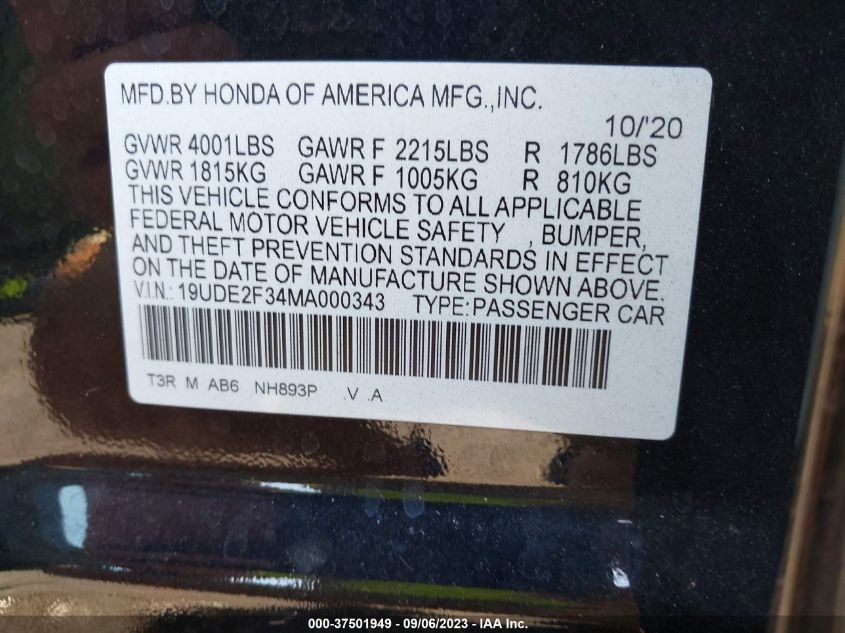 MFD.BY HONDA OF AMERICA MFG.,INC.
10/'20
GVWR 4001LBS GAWR F 2215LBS R 1786LBS
GVWR 1815KG GAWR F 1005KG R 810KG
THIS VEHICLE CONFORMS TO ALL APPLICABLE
FEDERAL MOTOR VEHICLE SAFETY , BUMPER,
AND THEFT PREVENTION STANDARDS IN EFFECT
ON THE DATE OF MANUFACTURE SHOWN ABOVE.
V.I.N.: 19UDE2F34MA000343 TYPE:PASSENGER CAR
T3R M AB6 NH893P .V .A
000-37501949 - 09/06/2023 - IAA Inc.